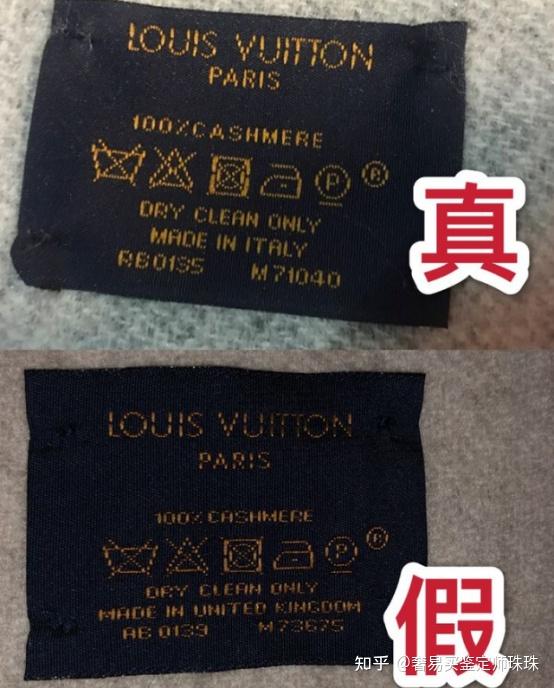 LOUIS VUITTON
PARIS
100%CASHMERE
P ®
DRY CLEAN ONLY
MADE IN ITALY
RB0135 M71040
真
LOUIS VUITTON
PARIS
100% CASHMERE
P ®
DRY CLEAN ONLY
MADE IN UNITED KINGDOM
RB 0139 M73675
假
知乎 @奢易买鉴定师珠珠